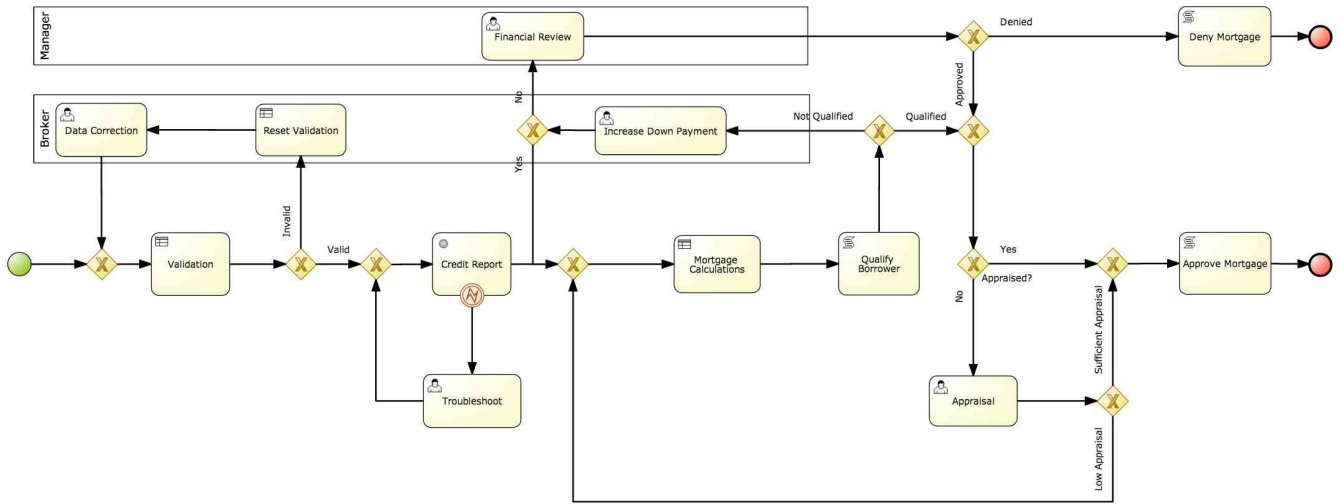 Manager
Financial Review
Denied
Deny Mortgage
Approved
No
Broker
Data Correction
Reset Validation
Increase Down Payment
Not Qualified
Qualified
Yes
Invalid
Validation
Valid
Credit Report
Mortgage
Calculations
Qualify
Borrower
Yes
Appraised?
Approve Mortgage
No
Sufficient Appraisal
Troubleshoot
Appraisal
Low Appraisal